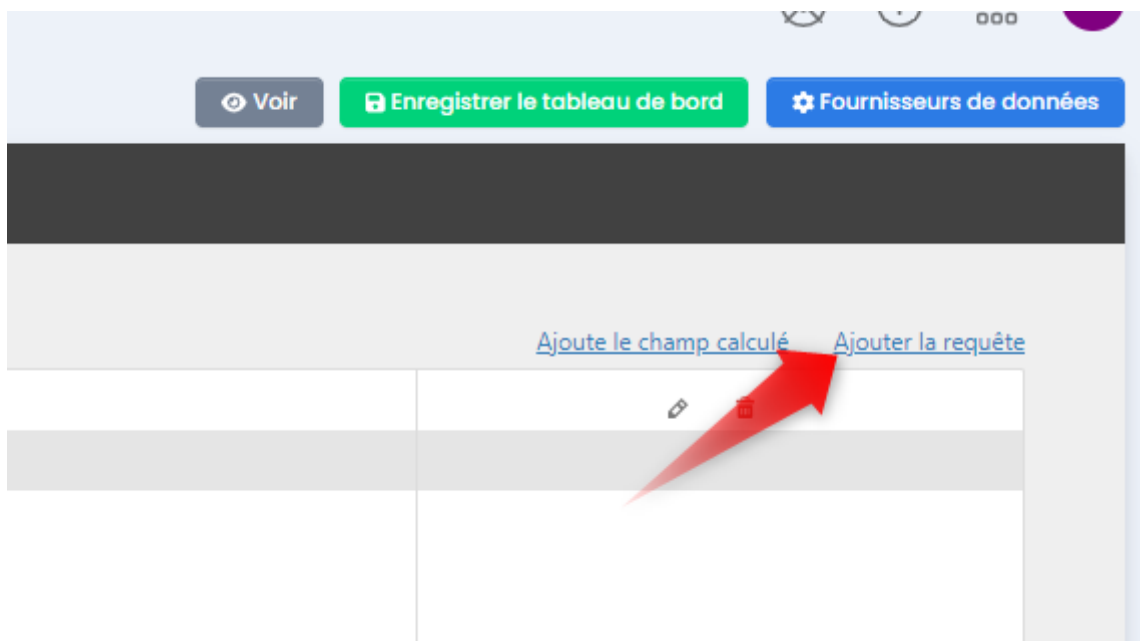 Voir
Enregistrer le tableau de bord
Fournisseurs de données
Ajoute le champ calculé
Ajouter la requête